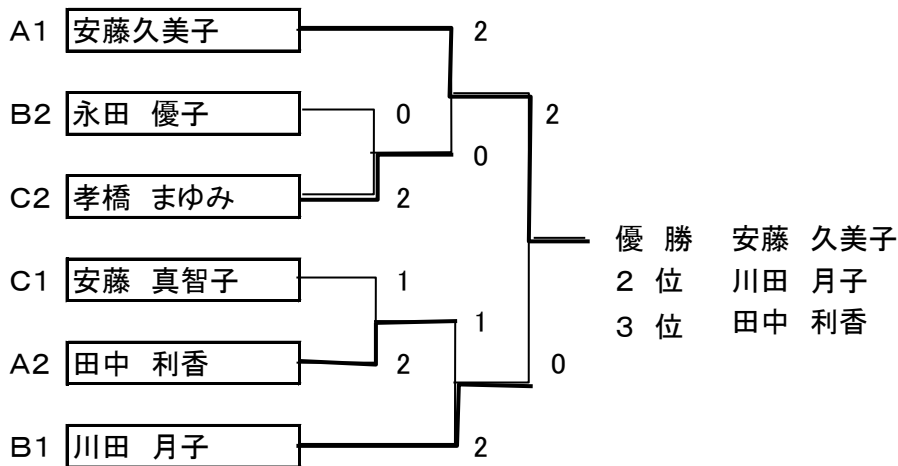 A1 安藤久美子 2
B2 永田 優子 0 2
0
C2 孝橋 まゆみ 2
優 勝 安藤 久美子
C1 安藤 真智子 1 2 位 川田 月子
1 3 位 田中 利香
A2 田中 利香 2 0
B1 川田 月子 2